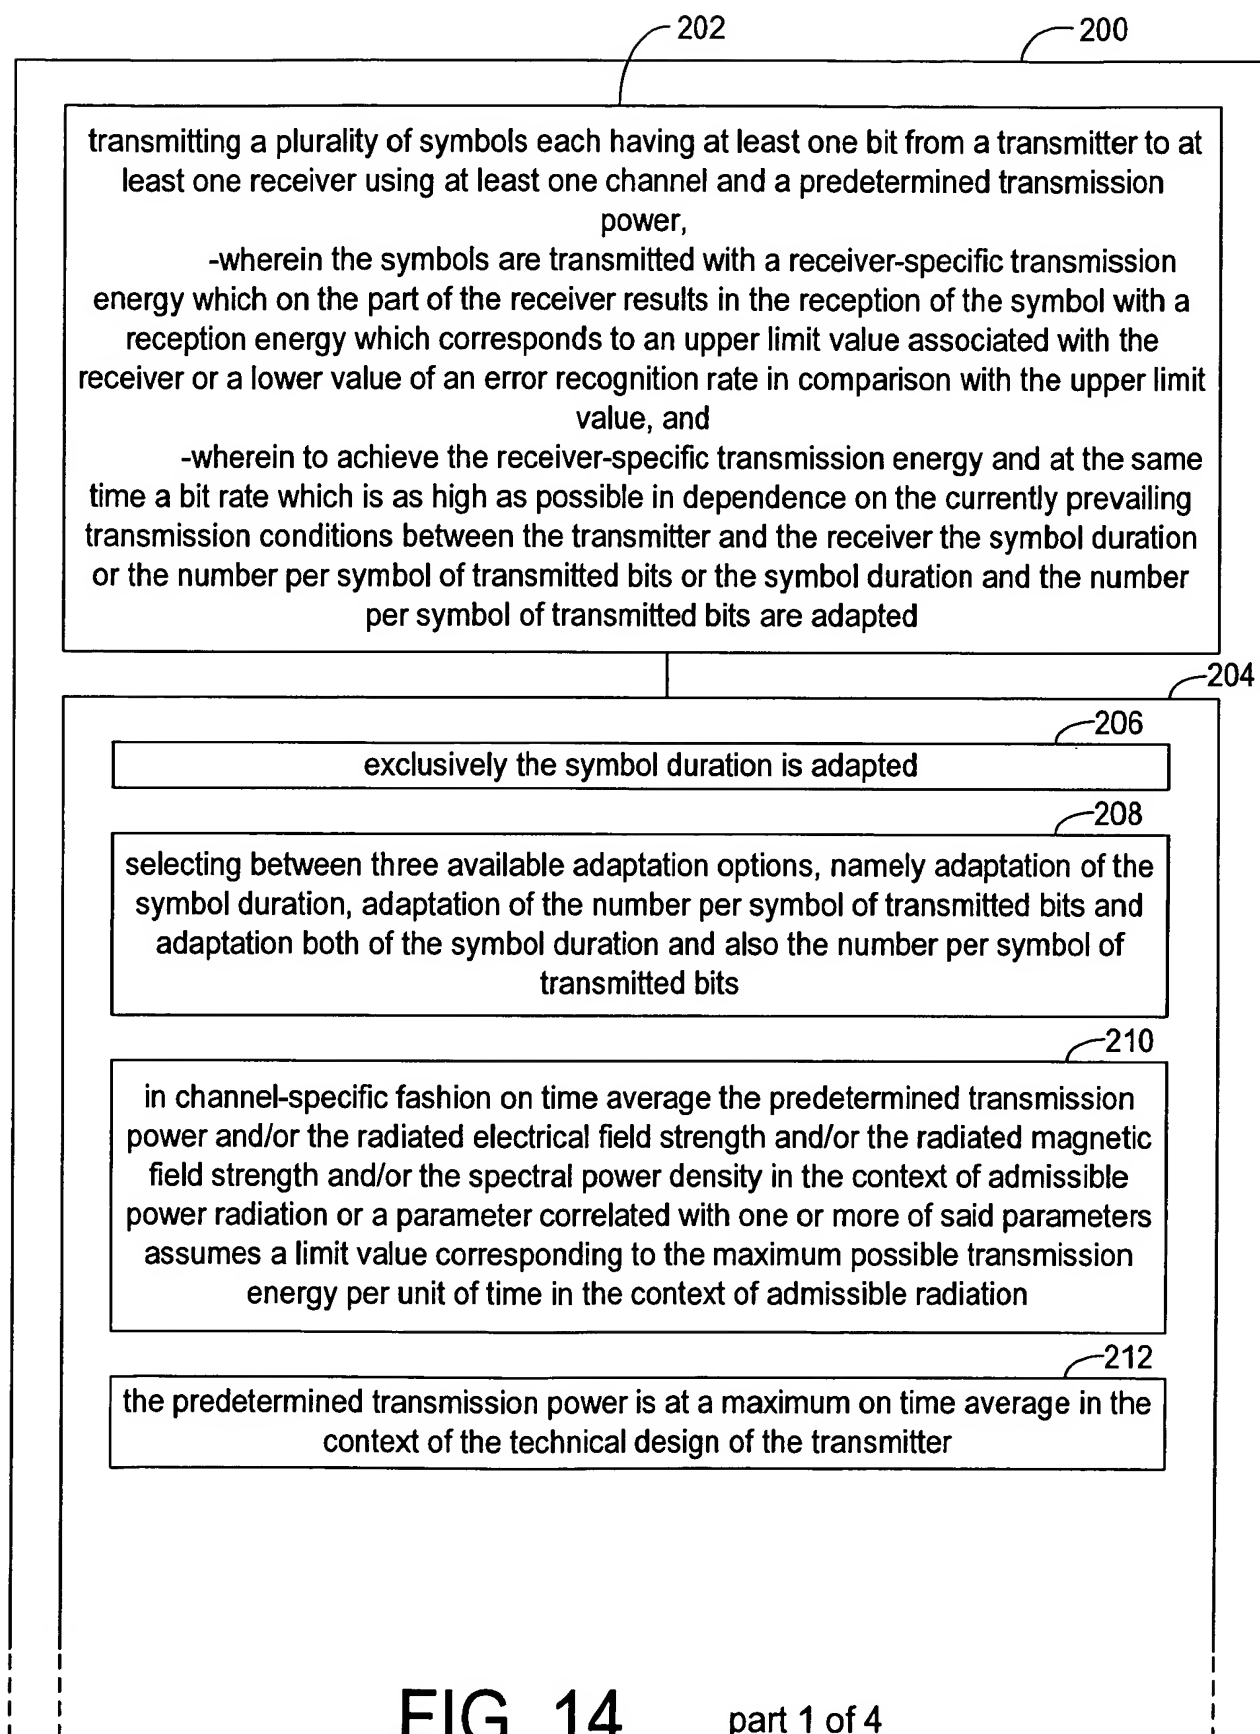 202
200
transmitting a plurality of symbols each having at least one bit from a transmitter to at
least one receiver using at least one channel and a predetermined transmission
power,
-wherein the symbols are transmitted with a receiver-specific transmission
energy which on the part of the receiver results in the reception of the symbol with a
reception energy which corresponds to an upper limit value associated with the
receiver or a lower value of an error recognition rate in comparison with the upper limit
value, and
-wherein to achieve the receiver-specific transmission energy and at the same
time a bit rate which is as high as possible in dependence on the currently prevailing
transmission conditions between the transmitter and the receiver the symbol duration
or the number per symbol of transmitted bits or the symbol duration and the number
per symbol of transmitted bits are adapted
204
206
exclusively the symbol duration is adapted
208
selecting between three available adaptation options, namely adaptation of the
symbol duration, adaptation of the number per symbol of transmitted bits and
adaptation both of the symbol duration and also the number per symbol of
transmitted bits
210
in channel-specific fashion on time average the predetermined transmission
power and/or the radiated electrical field strength and/or the radiated magnetic
field strength and/or the spectral power density in the context of admissible
power radiation or a parameter correlated with one or more of said parameters
assumes a limit value corresponding to the maximum possible transmission
energy per unit of time in the context of admissible radiation
212
the predetermined transmission power is at a maximum on time average in the
context of the technical design of the transmitter
FIG. 14 part 1 of 4